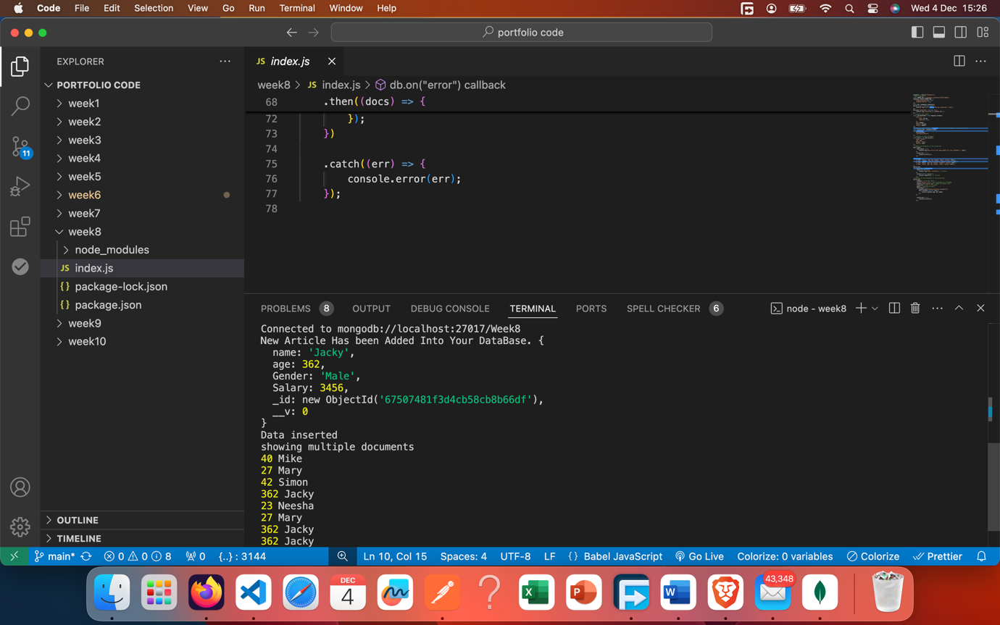 Code File Edit Selection View Go Run Terminal Window Help Wed 4 Dec 15:26
portfolio code
EXPLORER
PORTFOLIO CODE
week1
week2
week3
week4
week5
week6
week7
week8
node_modules
JS index.js
{} package-lock.json
{} package.json
week9
week10
OUTLINE
TIMELINE
11
JS index.js
week8 > JS index.js > db.on("error") callback
68 .then((docs) => {
72 });
73 })
74
75 .catch((err) => {
76 console.error(err);
77 });
78
PROBLEMS 8 OUTPUT DEBUG CONSOLE TERMINAL PORTS SPELL CHECKER 6 node - week8
Connected to mongodb://localhost:27017/Week8
New Article Has been Added Into Your DataBase. {
name: 'Jacky',
age: 362,
Gender: 'Male',
Salary: 3456,
_id: new ObjectId('67507481f3d4cb58cb8b66df'),
__v: 0
}
Data inserted
showing multiple documents
40 Mike
27 Mary
42 Simon
362 Jacky
23 Neesha
27 Mary
362 Jacky
362 Jacky
main* 0 0 8 0 {..} : 3144 Ln 10, Col 15 Spaces: 4 UTF-8 LF {} Babel JavaScript Go Live Colorize: 0 variables Colorize Prettier
DEC
4
?
X
P
W
43,348